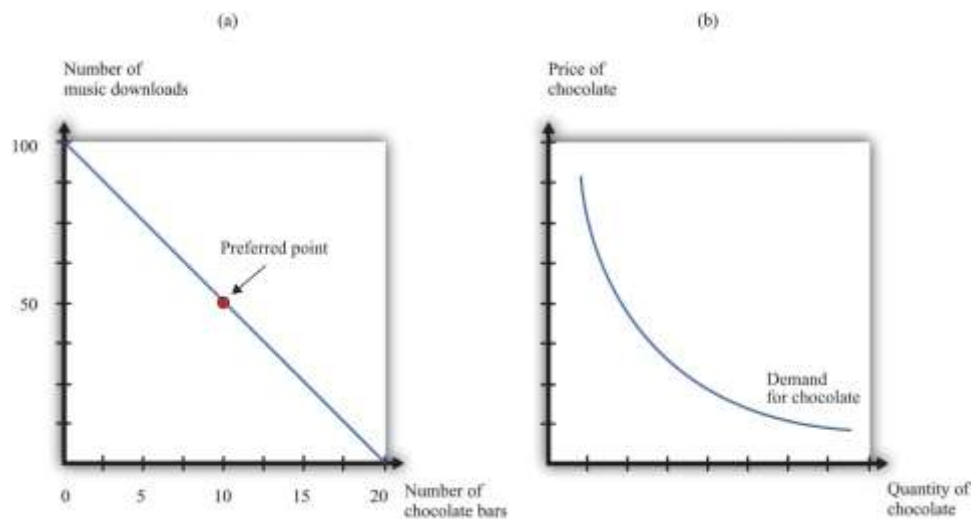 (a)
Number of
music downloads
100
Preferred point
50
0
5
10
15
20
Number of
chocolate bars
(b)
Price of
chocolate
Demand
for chocolate
Quantity of
chocolate